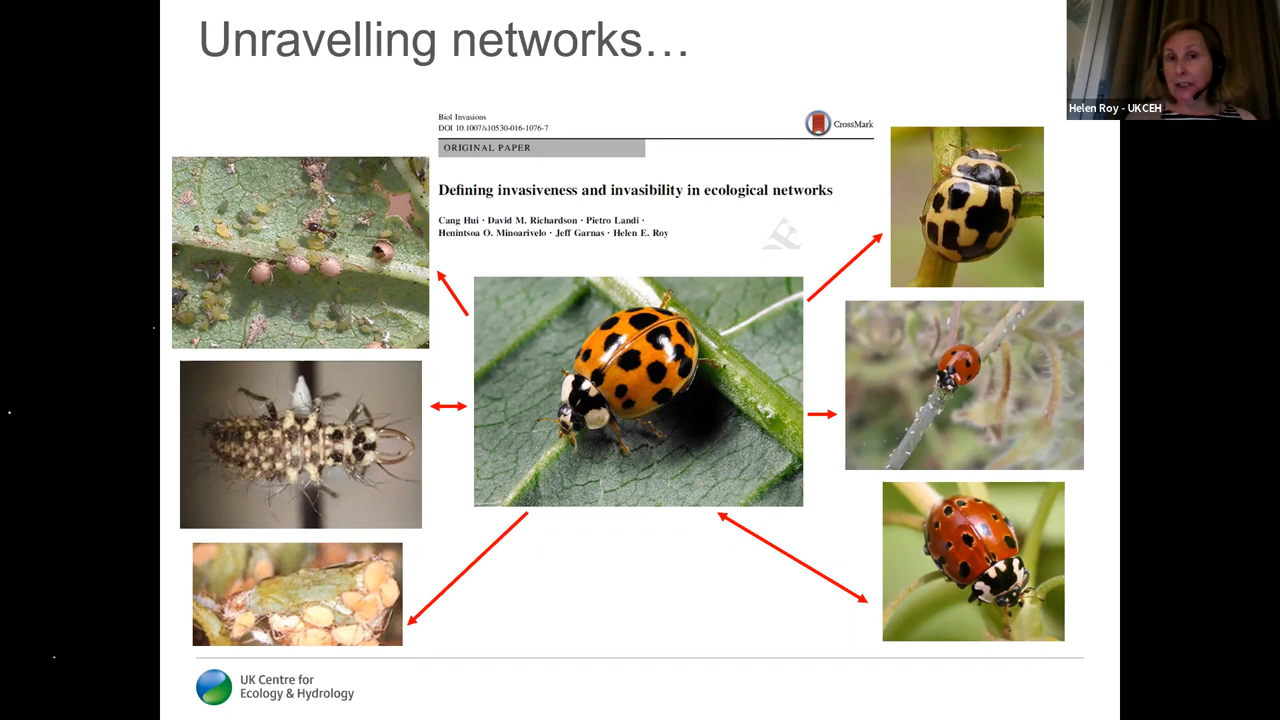 Unravelling networks…
Helen Roy - UKCEH
Biol Invasions
DOI 10.1007/s10530-016-1076-7
CrossMark
ORIGINAL PAPER
Defining invasiveness and invasibility in ecological networks
Cang Hui · David M. Richardson · Pietro Landi ·
Henintsoa O. Minoarivelo · Jeff Garnas · Helen E. Roy
UK Centre for
Ecology & Hydrology